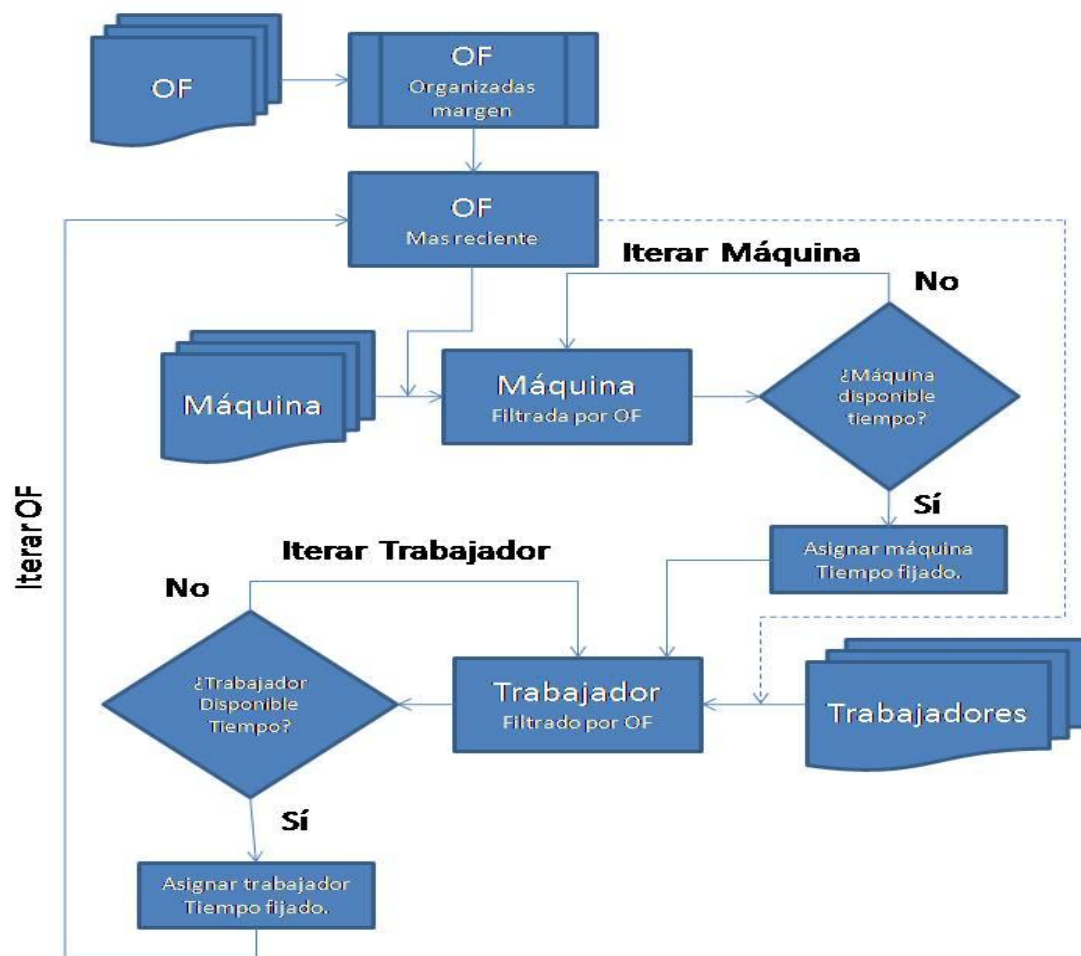 OF
OF
Organizadas
margen
OF
Mas reciente
Iterar Máquina
No
Máquina
Máquina
Filtrada por OF
¿Máquina
disponible
tiempo?
Sí
Iterar OF
Asignar máquina
Tiempo fijado.
Iterar Trabajador
No
¿Trabajador
Disponible
Tiempo?
Trabajador
Filtrado por OF
Trabajadores
Sí
Asignar trabajador
Tiempo fijado.